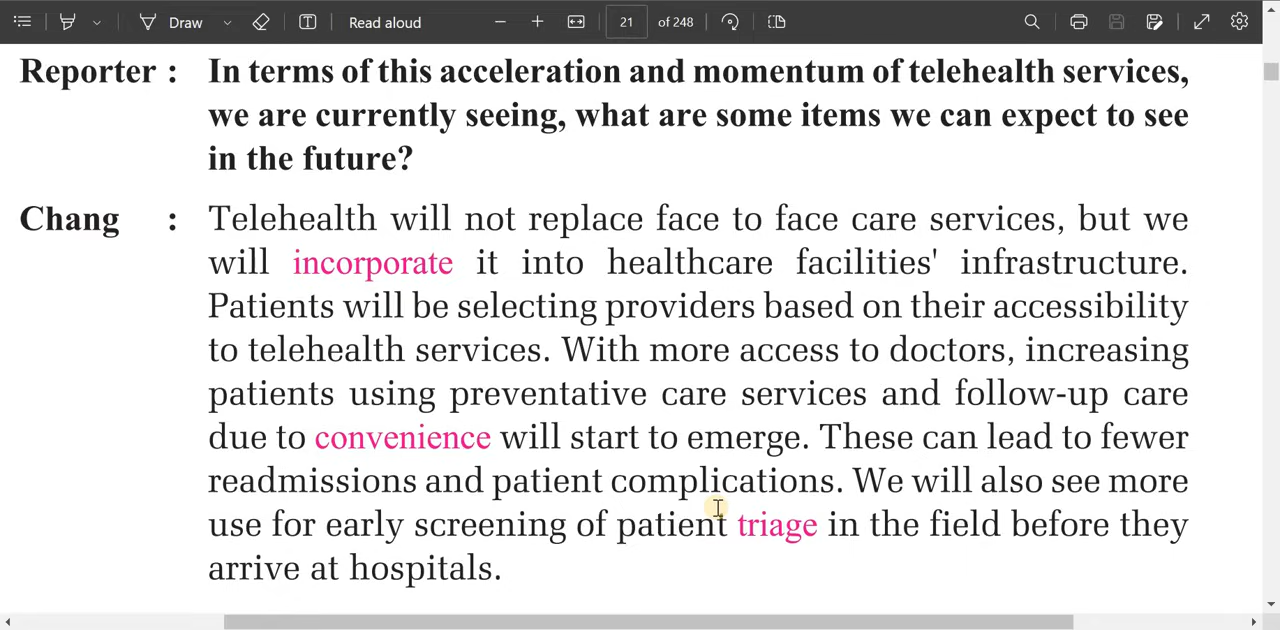 Draw Read aloud 21 of 248
Reporter : In terms of this acceleration and momentum of telehealth services,
we are currently seeing, what are some items we can expect to see
in the future?
Chang : Telehealth will not replace face to face care services, but we
will incorporate it into healthcare facilities' infrastructure.
Patients will be selecting providers based on their accessibility
to telehealth services. With more access to doctors, increasing
patients using preventative care services and follow-up care
due to convenience will start to emerge. These can lead to fewer
readmissions and patient complications. We will also see more
use for early screening of patient triage in the field before they
arrive at hospitals.